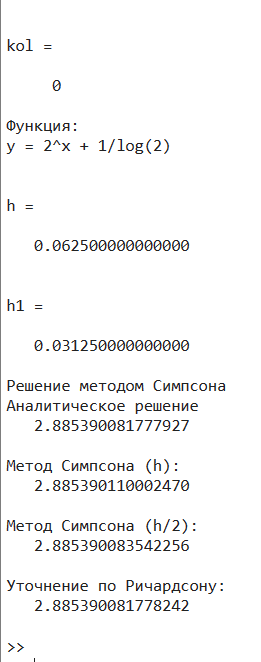 kol =
0
Функция:
y = 2^x + 1/log(2)
h =
0.062500000000000
h1 =
0.031250000000000
Решение методом Симпсона
Аналитическое решение
2.885390081777927
Метод Симпсона (h):
2.885390110002470
Метод Симпсона (h/2):
2.885390083542256
Уточнение по Ричардсону:
2.885390081778242
>>